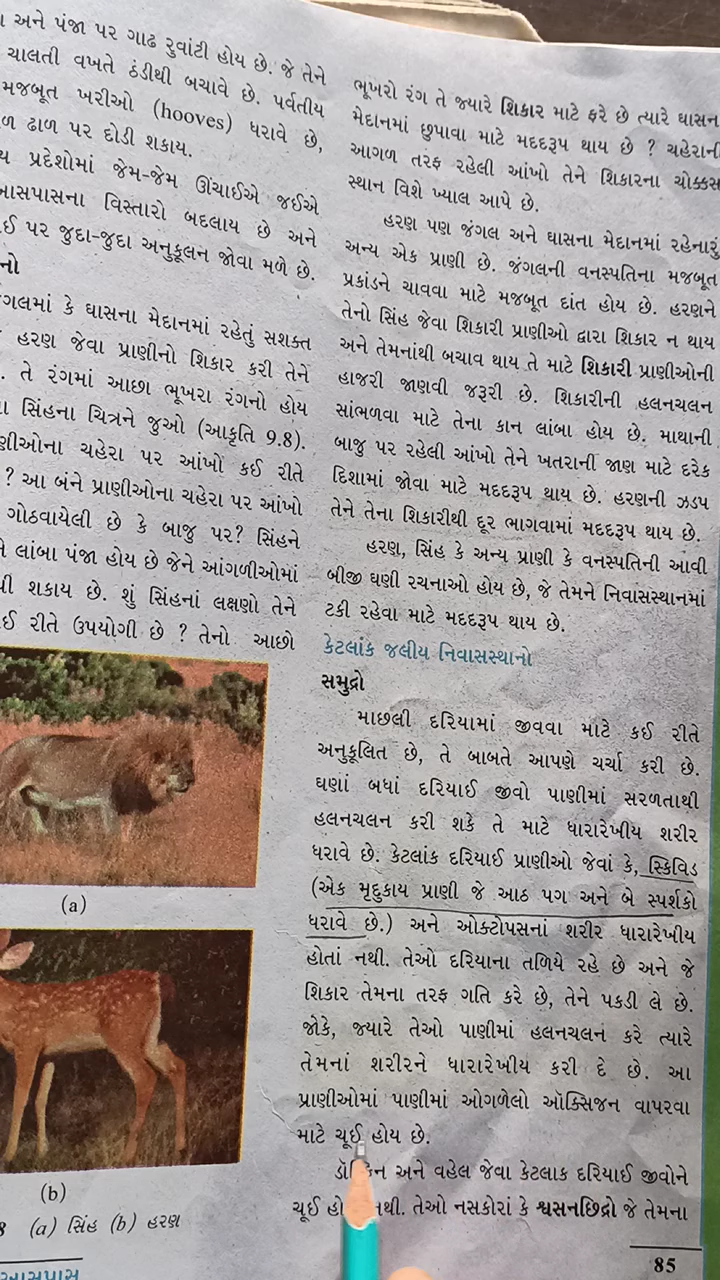 અને પંજા પર ગાઢ રુવાંટી હોય છે. જે તેને
ચાલતી વખતે ઠંડીથી બચાવે છે. પર્વતીય
મજબૂત ખરીઓ (hooves) ધરાવે છે,
ઢાળ પર દોડી શકાય.
પ્રદેશોમાં જેમ-જેમ ઊંચાઈએ જઈએ
આસપાસના વિસ્તારો બદલાય છે અને
પર જુદા-જુદા અનુકૂલન જોવા મળે છે.
કે ઘાસના મેદાનમાં રહેતું સશક્ત
હરણ જેવા પ્રાણીનો શિકાર કરી તેને
તે રંગમાં આછા ભૂખરા રંગનો હોય
સિંહના ચિત્રને જુઓ (આકૃતિ 9.8).
ચહેરા પર આંખો કઈ રીતે
? આ બંને પ્રાણીઓના ચહેરા પર આંખો
ગોઠવાયેલી છે કે બાજુ પર? સિંહને
લાંબા પંજા હોય છે જેને આંગળીઓમાં
શકાય છે. શું સિંહનાં લક્ષણો તેને
રીતે ઉપયોગી છે ? તેનો આછો
(a)
(b)
(a) સિંહ (b) હરણ
આસપાસ
ભૂખરો રંગ તે જ્યારે શિકાર માટે ફરે છે ત્યારે ઘાસન
મેદાનમાં છુપાવા માટે મદદરૂપ થાય છે ? ચહેરાની
આગળ તરફ રહેલી આંખો તેને શિકારના ચોક્કસ
સ્થાન વિશે ખ્યાલ આપે છે.
હરણ પણ જંગલ અને ઘાસના મેદાનમાં રહેનારું
અન્ય એક પ્રાણી છે. જંગલની વનસ્પતિના મજબૂત
પ્રકાંડને ચાવવા માટે મજબૂત દાંત હોય છે. હરણને
તેનો સિંહ જેવા શિકારી પ્રાણીઓ દ્વારા શિકાર ન થાય
અને તેમનાંથી બચાવ થાય તે માટે શિકારી પ્રાણીઓની
હાજરી જાણવી જરૂરી છે. શિકારીની હલનચલન
સાંભળવા માટે તેના કાન લાંબા હોય છે. માથાની
બાજુ પર રહેલી આંખો તેને ખતરાની જાણ માટે દરેક
દિશામાં જોવા માટે મદદરૂપ થાય છે. હરણની ઝડપ
તેને તેના શિકારીથી દૂર ભાગવામાં મદદરૂપ થાય છે.
હરણ, સિંહ કે અન્ય પ્રાણી કે વનસ્પતિની આવી
બીજી ઘણી રચનાઓ હોય છે, જે તેમને નિવાસસ્થાનમાં
ટકી રહેવા માટે મદદરૂપ થાય છે.
કેટલાંક જલીય નિવાસસ્થાનો
સમુદ્રો
માછલી દરિયામાં જીવવા માટે કઈ રીતે
અનુકૂલિત છે, તે બાબતે આપણે ચર્ચા કરી છે.
ઘણાં બધાં દરિયાઈ જીવો પાણીમાં સરળતાથી
હલનચલન કરી શકે તે માટે ધારારેખીય શરીર
ધરાવે છે. કેટલાંક દરિયાઈ પ્રાણીઓ જેવાં કે, સ્ક્વિડ
(એક મૃદુકાય પ્રાણી જે આઠ પગ અને બે સ્પર્શકો
ધરાવે છે.) અને ઓક્ટોપસનાં શરીર ધારારેખીય
હોતાં નથી. તેઓ દરિયાના તળિયે રહે છે અને જે
શિકાર તેમના તરફ ગતિ કરે છે, તેને પકડી લે છે.
જોકે, જ્યારે તેઓ પાણીમાં હલનચલન કરે ત્યારે
તેમનાં શરીરને ધારારેખીય કરી દે છે. આ
પ્રાણીઓમાં પાણીમાં ઓગળેલો ઑક્સિજન વાપરવા
માટે ચૂઈ હોય છે.
અને વહેલ જેવા કેટલાક દરિયાઈ જીવોને
ચૂઈ તેઓ નસકોરાં કે શ્વસનછિદ્રો જે તેમના
85